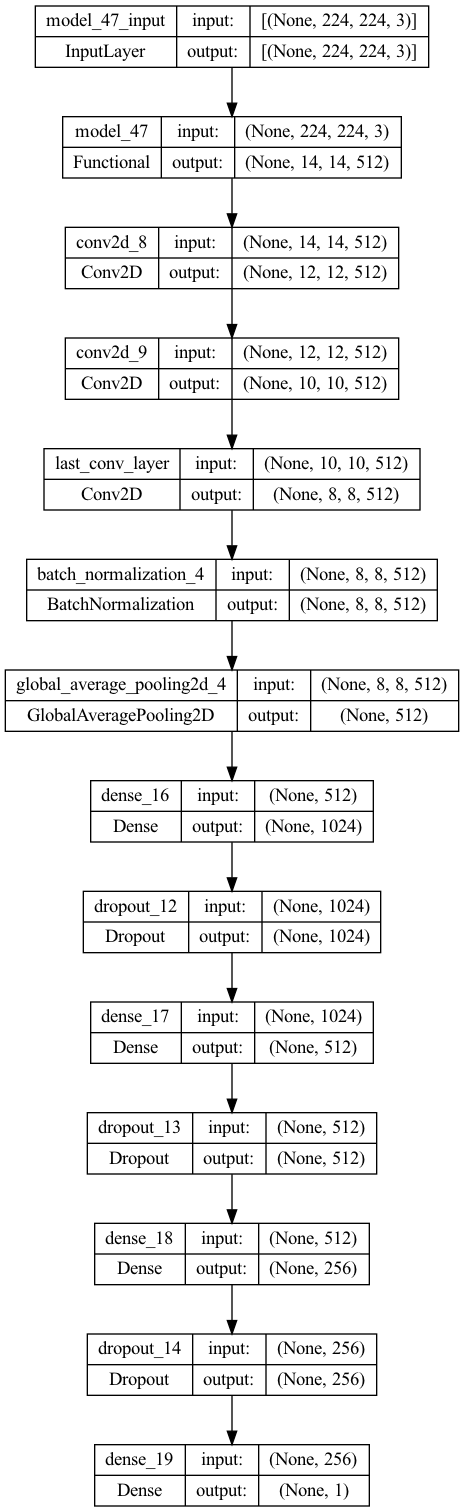 model_47_input input: [(None, 224, 224, 3)]
InputLayer output: [(None, 224, 224, 3)]
model_47 input: (None, 224, 224, 3)
Functional output: (None, 14, 14, 512)
conv2d_8 input: (None, 14, 14, 512)
Conv2D output: (None, 12, 12, 512)
conv2d_9 input: (None, 12, 12, 512)
Conv2D output: (None, 10, 10, 512)
last_conv_layer input: (None, 10, 10, 512)
Conv2D output: (None, 8, 8, 512)
batch_normalization_4 input: (None, 8, 8, 512)
BatchNormalization output: (None, 8, 8, 512)
global_average_pooling2d_4 input: (None, 8, 8, 512)
GlobalAveragePooling2D output: (None, 512)
dense_16 input: (None, 512)
Dense output: (None, 1024)
dropout_12 input: (None, 1024)
Dropout output: (None, 1024)
dense_17 input: (None, 1024)
Dense output: (None, 512)
dropout_13 input: (None, 512)
Dropout output: (None, 512)
dense_18 input: (None, 512)
Dense output: (None, 256)
dropout_14 input: (None, 256)
Dropout output: (None, 256)
dense_19 input: (None, 256)
Dense output: (None, 1)